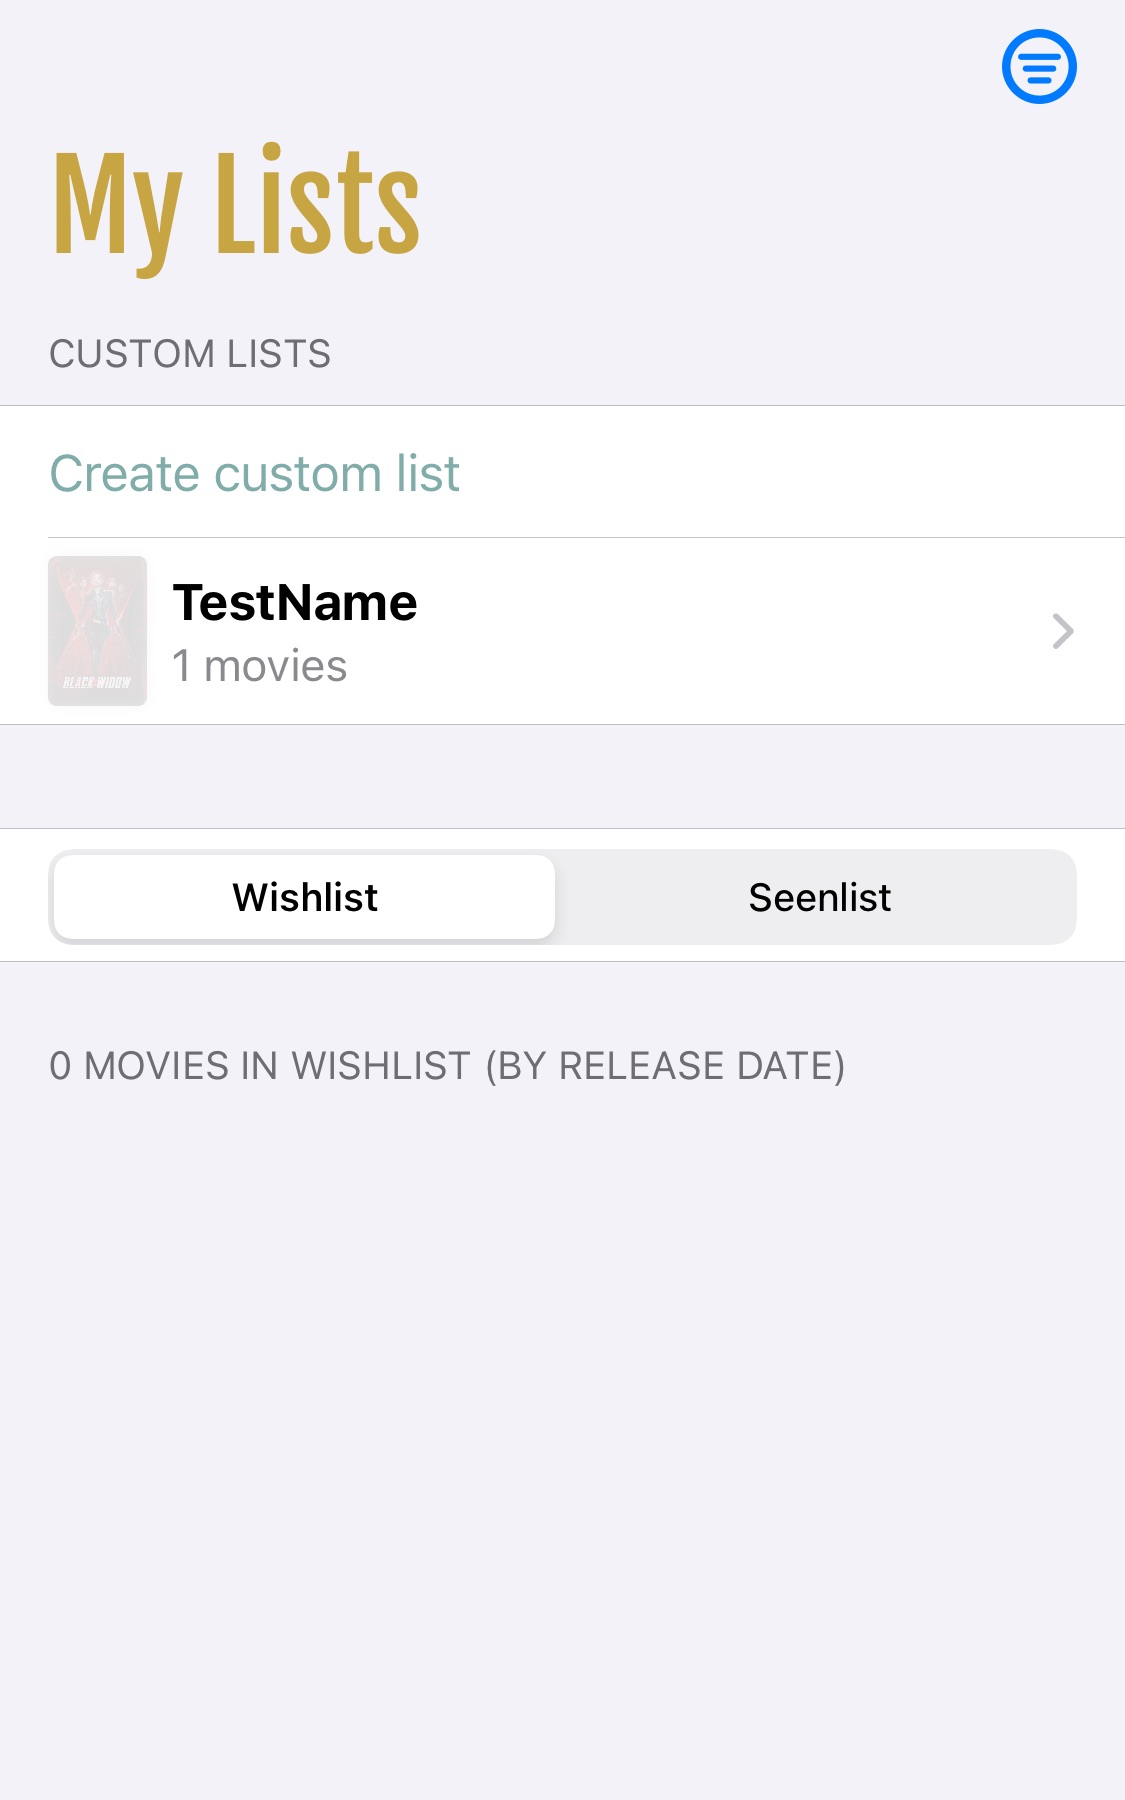 My Lists
CUSTOM LISTS
Create custom list
BLACK WIDOW
TestName
1 movies
Wishlist
Seenlist
0 MOVIES IN WISHLIST (BY RELEASE DATE)